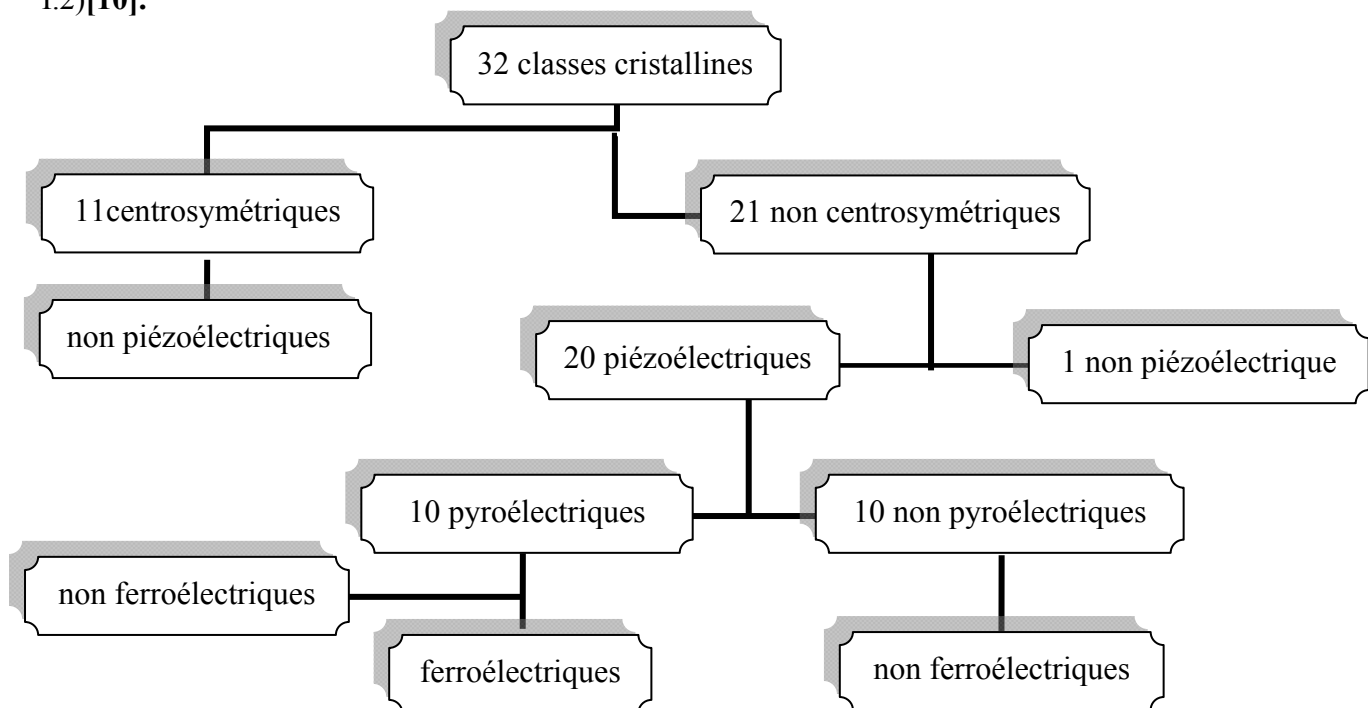 1.2)[10].
32 classes cristallines
11centrosymétriques
21 non centrosymétriques
non piézoélectriques
20 piézoélectriques
1 non piézoélectrique
10 pyroélectriques
10 non pyroélectriques
non ferroélectriques
ferroélectriques
non ferroélectriques